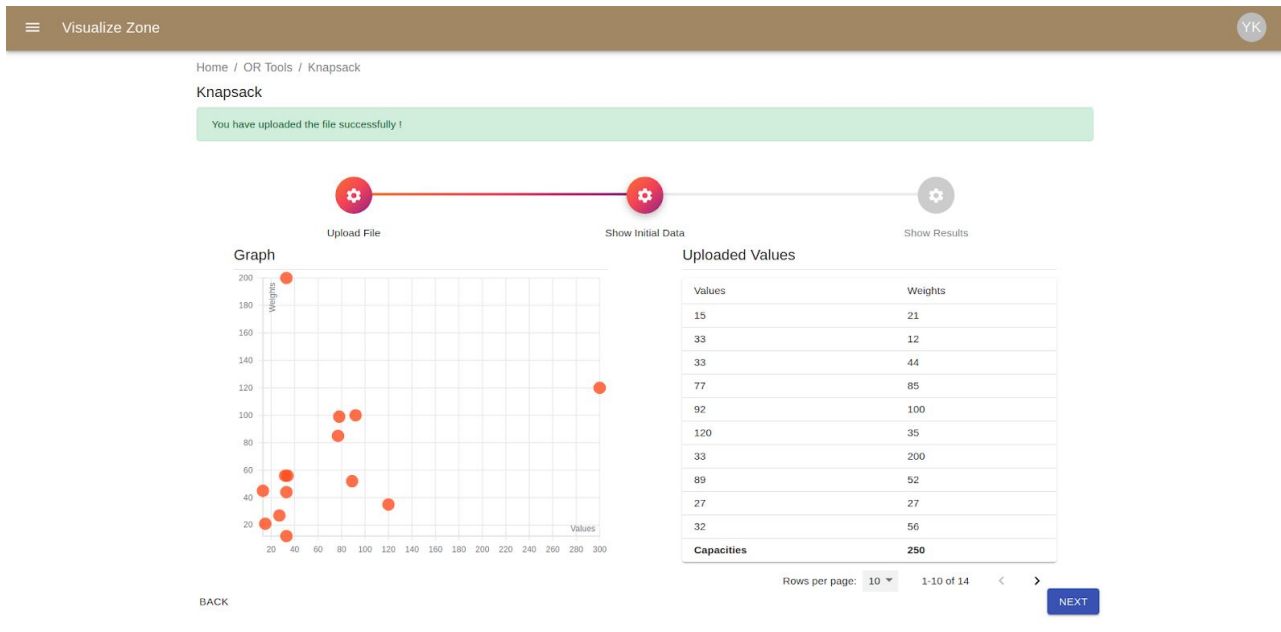 Visualize Zone
YK
Home / OR Tools / Knapsack
Knapsack
You have uploaded the file successfully !
Upload File
Show Initial Data
Show Results
Graph
200
180
160
140
120
100
80
60
40
20
Weights
Values
20 40 60 80 100 120 140 160 180 200 220 240 260 280 300
Uploaded Values
Values Weights
15 21
33 12
33 44
77 85
92 100
120 35
33 200
89 52
27 27
32 56
Capacities 250
Rows per page: 10 1-10 of 14
BACK
NEXT